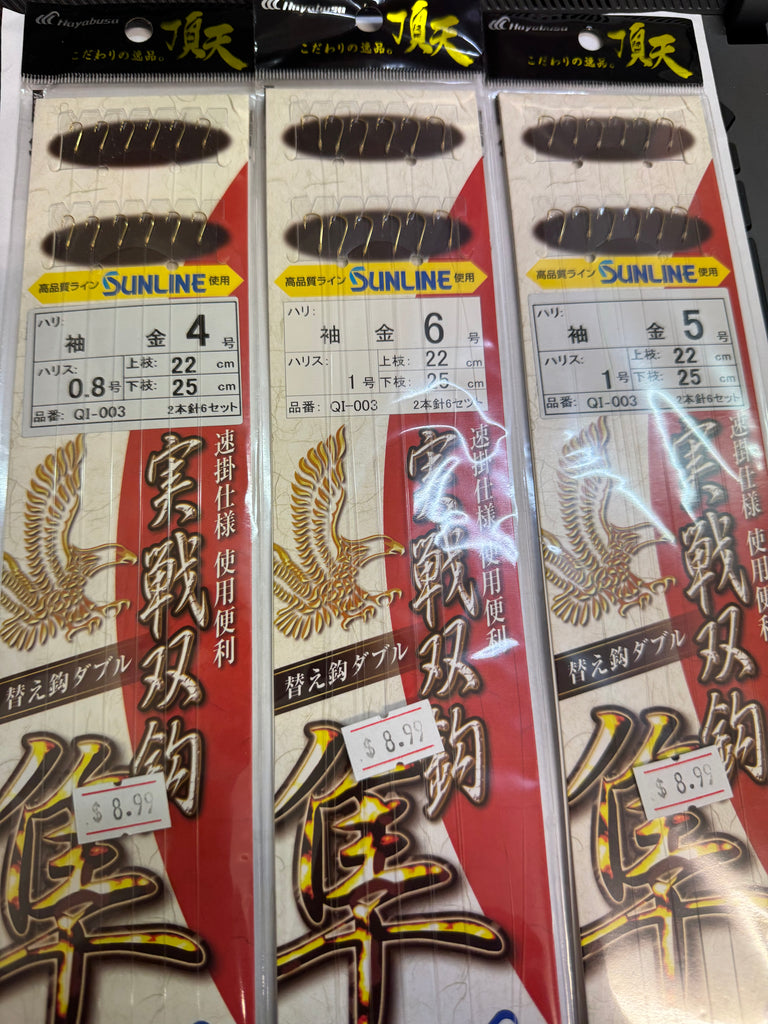 Hayabusa
こだわりの逸品。
頂天
高品質ライン SUNLINE 使用
ハリ:
袖 金 4 号
ハリス: 0.8号
上枝: 22 cm
下枝: 25 cm
品番: QI-003 2本針6セット
速掛仕様 使用便利
実戦双鈎
替え鈎ダブル
$8.99
隼
Hayabusa
こだわりの逸品。
頂天
高品質ライン SUNLINE 使用
ハリ:
袖 金 6 号
ハリス: 1号
上枝: 22 cm
下枝: 25 cm
品番: QI-003 2本針6セット
速掛仕様 使用便利
実戦双鈎
替え鈎ダブル
$8.99
隼
Hayabusa
こだわりの逸品。
頂天
高品質ライン SUNLINE 使用
ハリ:
袖 金 5 号
ハリス: 1号
上枝: 22 cm
下枝: 25 cm
品番: QI-003 2本針6セット
速掛仕様 使用便利
実戦双鈎
替え鈎ダブル
$8.99
隼